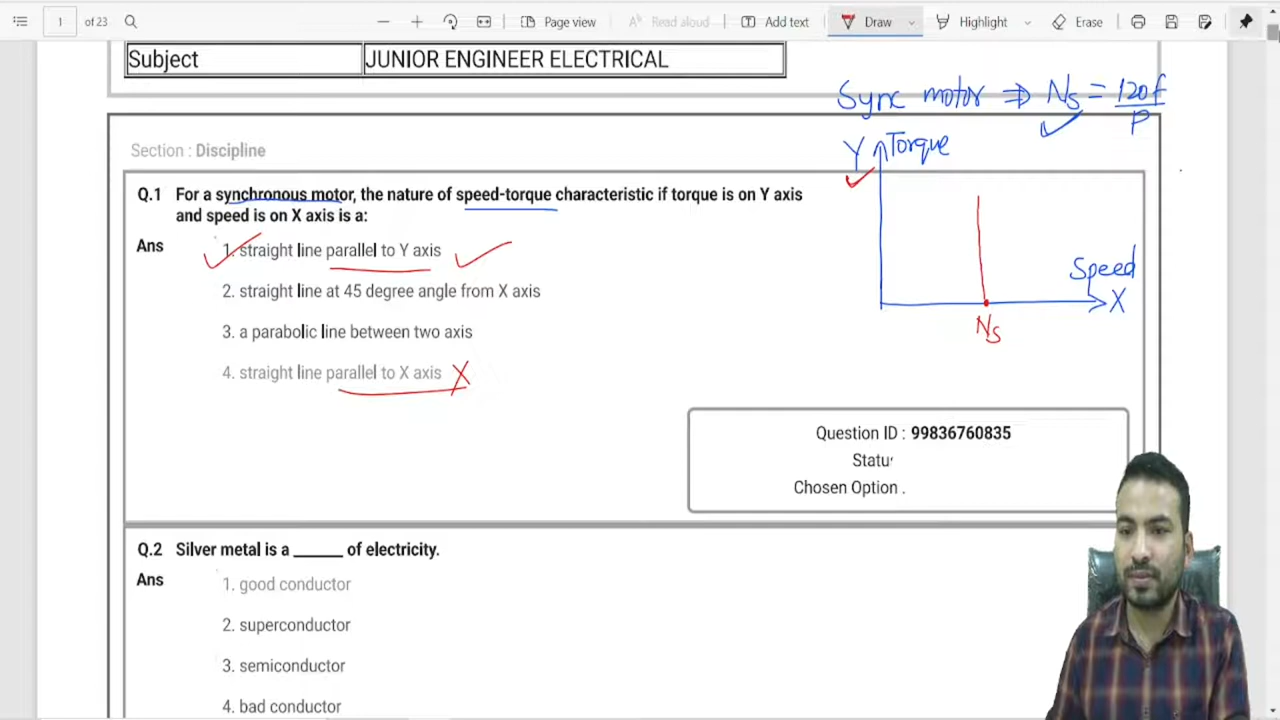 1 of 23 Page view Read aloud Add text Draw Highlight Erase
Subject JUNIOR ENGINEER ELECTRICAL
Sync motor ⇒ Ns = 120f/P
Section : Discipline
Y Torque
Q.1 For a synchronous motor, the nature of speed-torque characteristic if torque is on Y axis
and speed is on X axis is a:
Ans 1. straight line parallel to Y axis
2. straight line at 45 degree angle from X axis
3. a parabolic line between two axis
4. straight line parallel to X axis
Speed
X
Ns
Question ID : 99836760835
Statu
Chosen Option .
Q.2 Silver metal is a ______ of electricity.
Ans 1. good conductor
2. superconductor
3. semiconductor
4. bad conductor